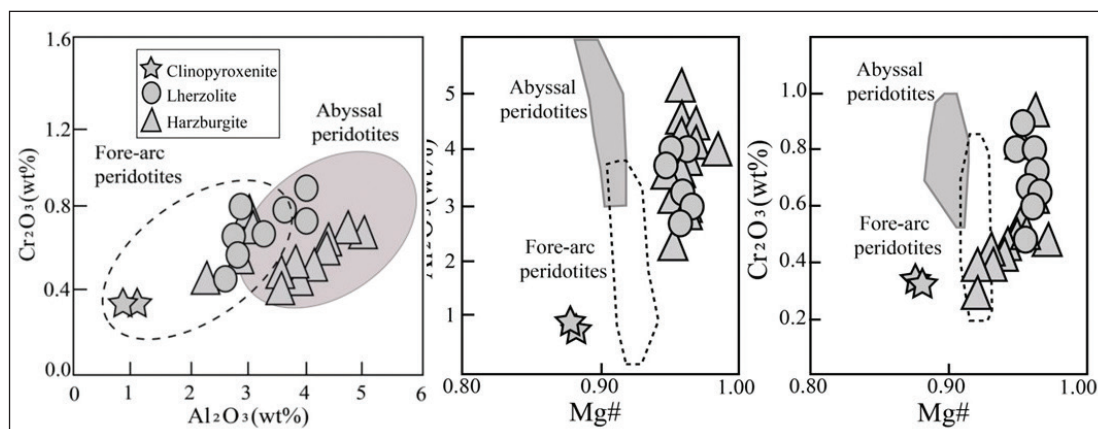 1.6
1.2
0.8
0.4
0.0
Cr₂O₃(wt%)
Clinopyroxenite
Lherzolite
Harzburgite
Abyssal
peridotites
Fore-arc
peridotites
0
1
2
3
4
5
6
Al₂O₃(wt%)
Al₂O₃(wt%)
5
4
3
2
1
Abyssal
peridotites
Fore-arc
peridotites
0.80
0.90
1.00
Mg#
Cr₂O₃(wt%)
1.0
0.8
0.6
0.4
0.2
Abyssal
peridotites
Fore-arc
peridotites
0.80
0.90
1.00
Mg#